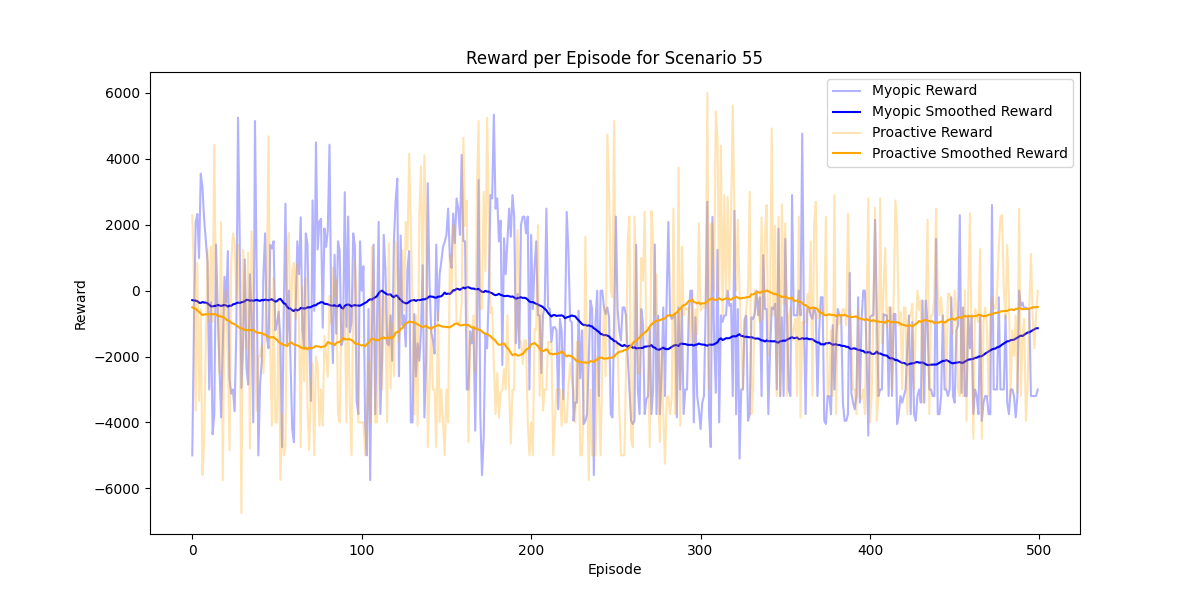 Reward per Episode for Scenario 55
Myopic Reward
Myopic Smoothed Reward
Proactive Reward
Proactive Smoothed Reward
Reward
6000
4000
2000
0
−2000
−4000
−6000
0 100 200 300 400 500
Episode